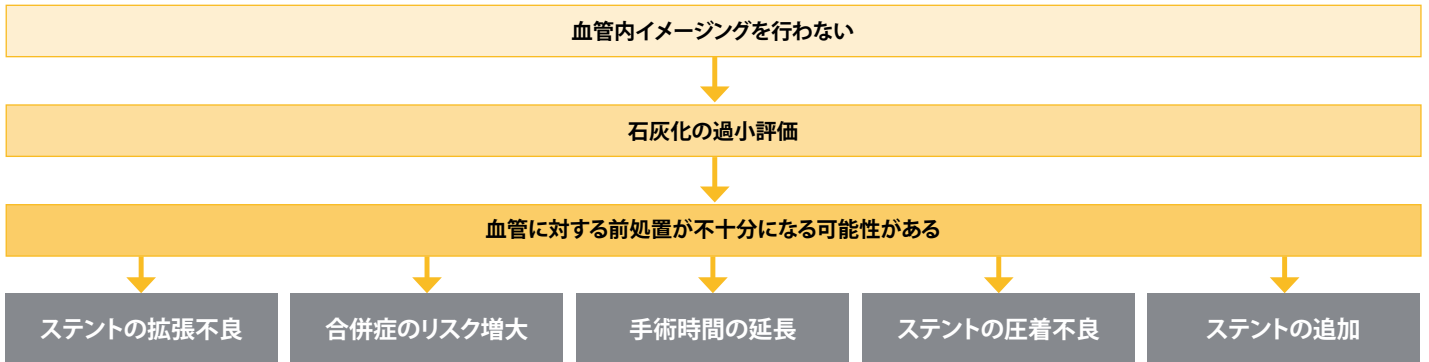 血管内イメージングを行わない
石灰化の過小評価
血管に対する前処置が不十分になる可能性がある
ステントの拡張不良
合併症のリスク増大
手術時間の延長
ステントの圧着不良
ステントの追加